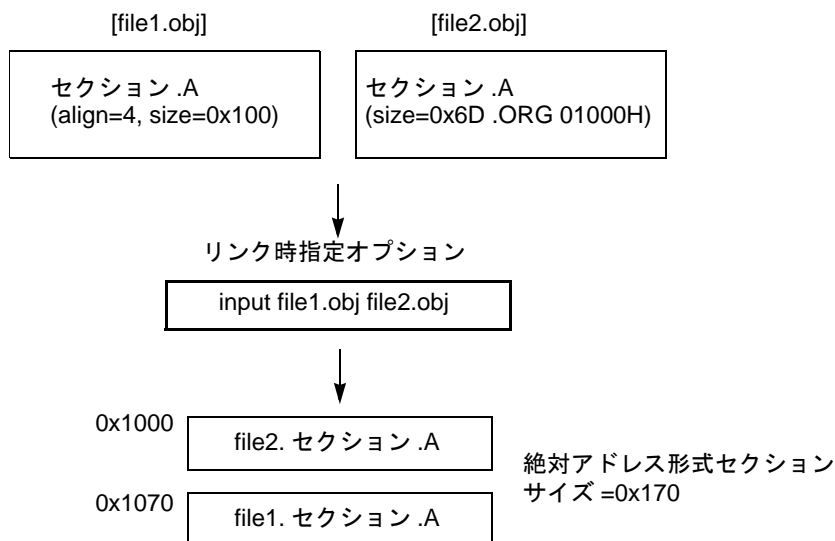 [file1.obj]
[file2.obj]
セクション .A
(align=4, size=0x100)
セクション .A
(size=0x6D .ORG 01000H)
リンク時指定オプション
input file1.obj file2.obj
0x1000
file2. セクション .A
絶対アドレス形式セクション
サイズ =0x170
0x1070
file1. セクション .A